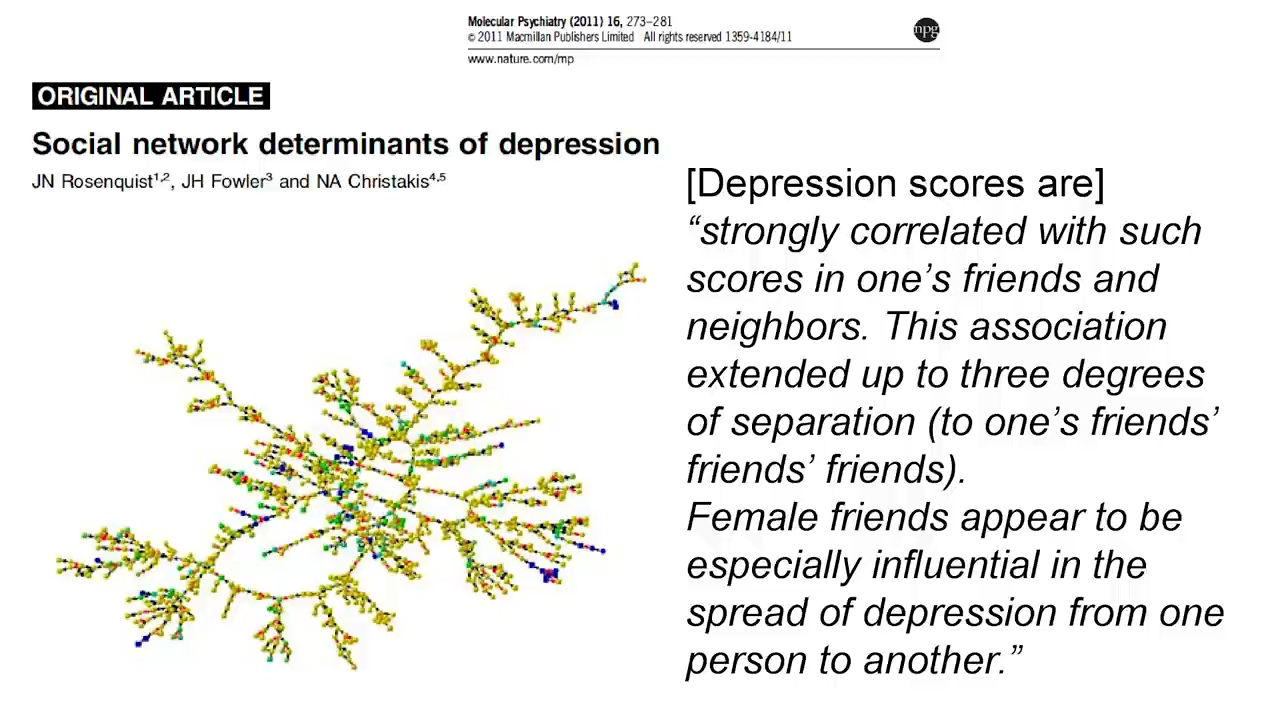 Molecular Psychiatry (2011) 16, 273–281
© 2011 Macmillan Publishers Limited All rights reserved 1359-4184/11
npg
www.nature.com/mp
ORIGINAL ARTICLE
Social network determinants of depression
JN Rosenquist¹,², JH Fowler³ and NA Christakis⁴,⁵
[Depression scores are]
“strongly correlated with such
scores in one’s friends and
neighbors. This association
extended up to three degrees
of separation (to one’s friends’
friends’ friends).
Female friends appear to be
especially influential in the
spread of depression from one
person to another.”